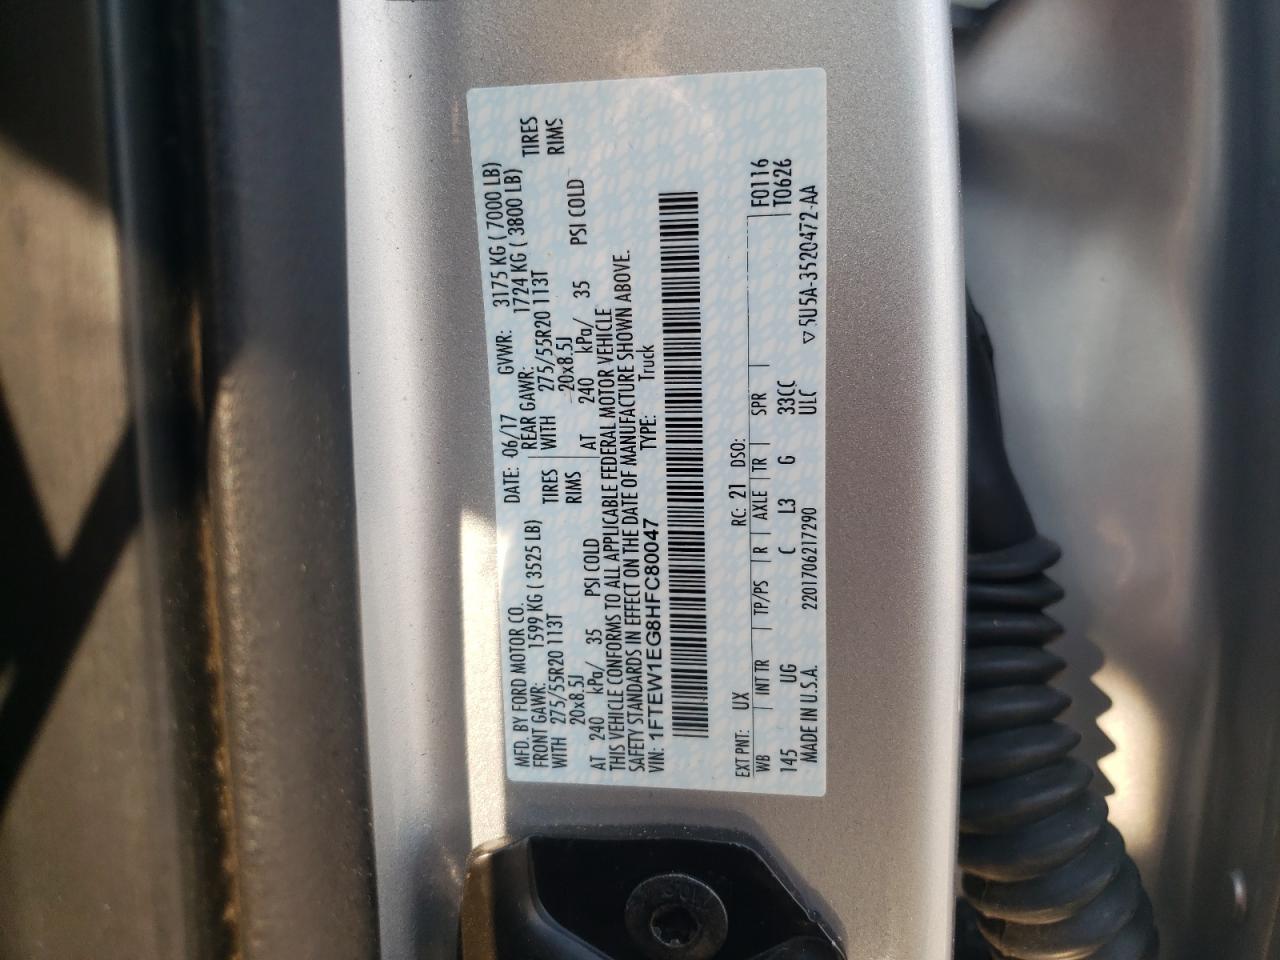 MFD. BY FORD MOTOR CO. DATE: 06/17 GVWR: 3175 KG ( 7000 LB)
FRONT GAWR: 1599 KG ( 3525 LB) REAR GAWR: 1724 KG ( 3800 LB)
WITH 275/55R20 113T TIRES WITH 275/55R20 113T TIRES
20x8.5J RIMS 20x8.5J RIMS
AT 240 kPa/ 35 PSI COLD AT 240 kPa/ 35 PSI COLD
THIS VEHICLE CONFORMS TO ALL APPLICABLE FEDERAL MOTOR VEHICLE
SAFETY STANDARDS IN EFFECT ON THE DATE OF MANUFACTURE SHOWN ABOVE.
VIN: 1FTEW1EG8HFC80047 TYPE: Truck
EXT PNT: UX RC: 21 DSO: F0116
WB INT TR TP/PS R AXLE TR SPR T0626
145 UG C L3 G 33CC
MADE IN U.S.A. 2201706217290 ULC ▽5U5A-3520472-AA